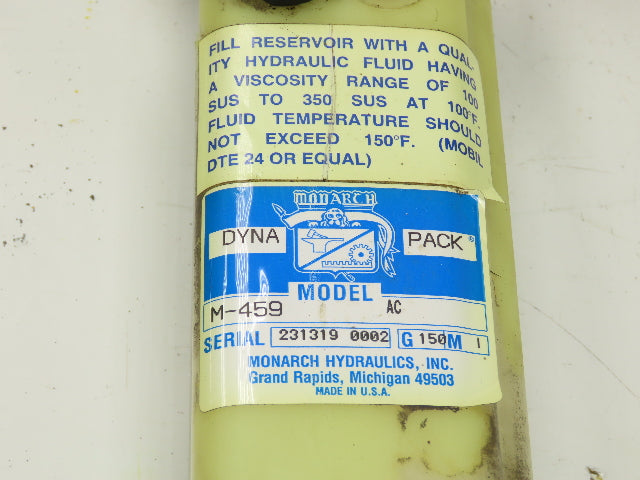 FILL RESERVOIR WITH A QUAL-
ITY HYDRAULIC FLUID HAVING
A VISCOSITY RANGE OF 100
SUS TO 350 SUS AT 100°F.
FLUID TEMPERATURE SHOULD
NOT EXCEED 150°F. (MOBIL
DTE 24 OR EQUAL)
MONARCH
DYNA PACK®
MODEL
M-459 AC
SERIAL 231319 0002 G 150 M 1
MONARCH HYDRAULICS, INC.
Grand Rapids, Michigan 49503
MADE IN U.S.A.